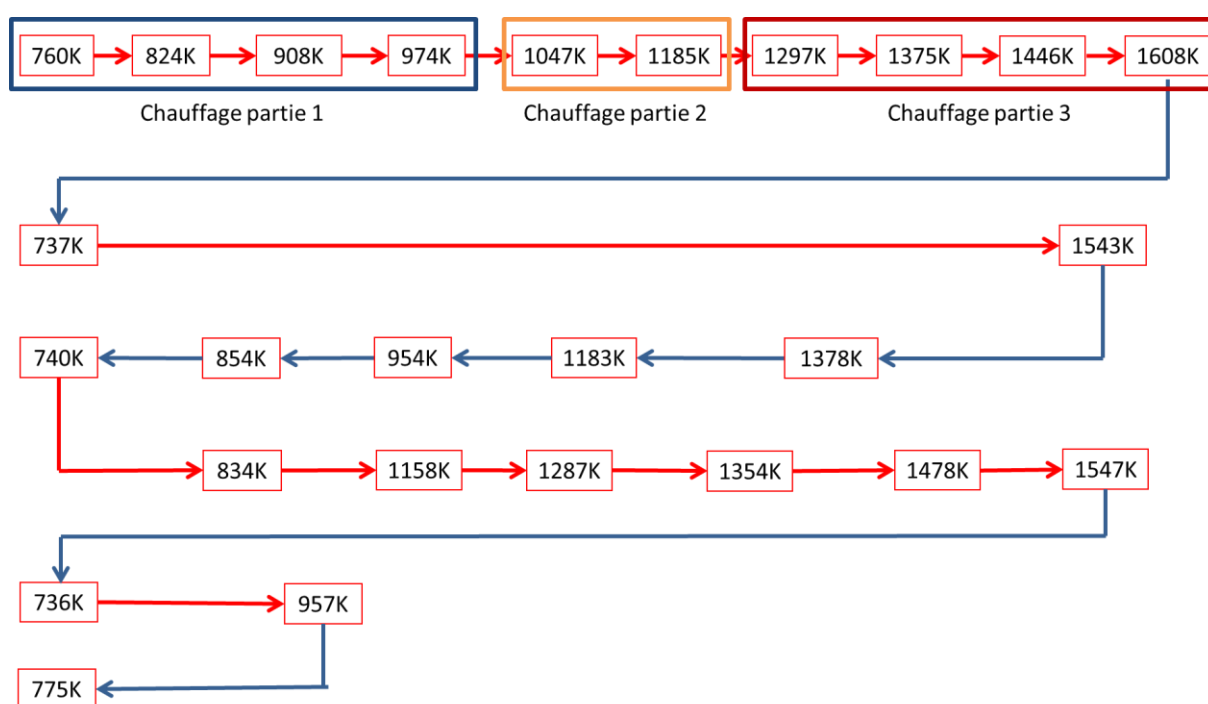 760K 824K 908K 974K 1047K 1185K 1297K 1375K 1446K 1608K
Chauffage partie 1 Chauffage partie 2 Chauffage partie 3
737K 1543K
740K 854K 954K 1183K 1378K
834K 1158K 1287K 1354K 1478K 1547K
736K 957K
775K